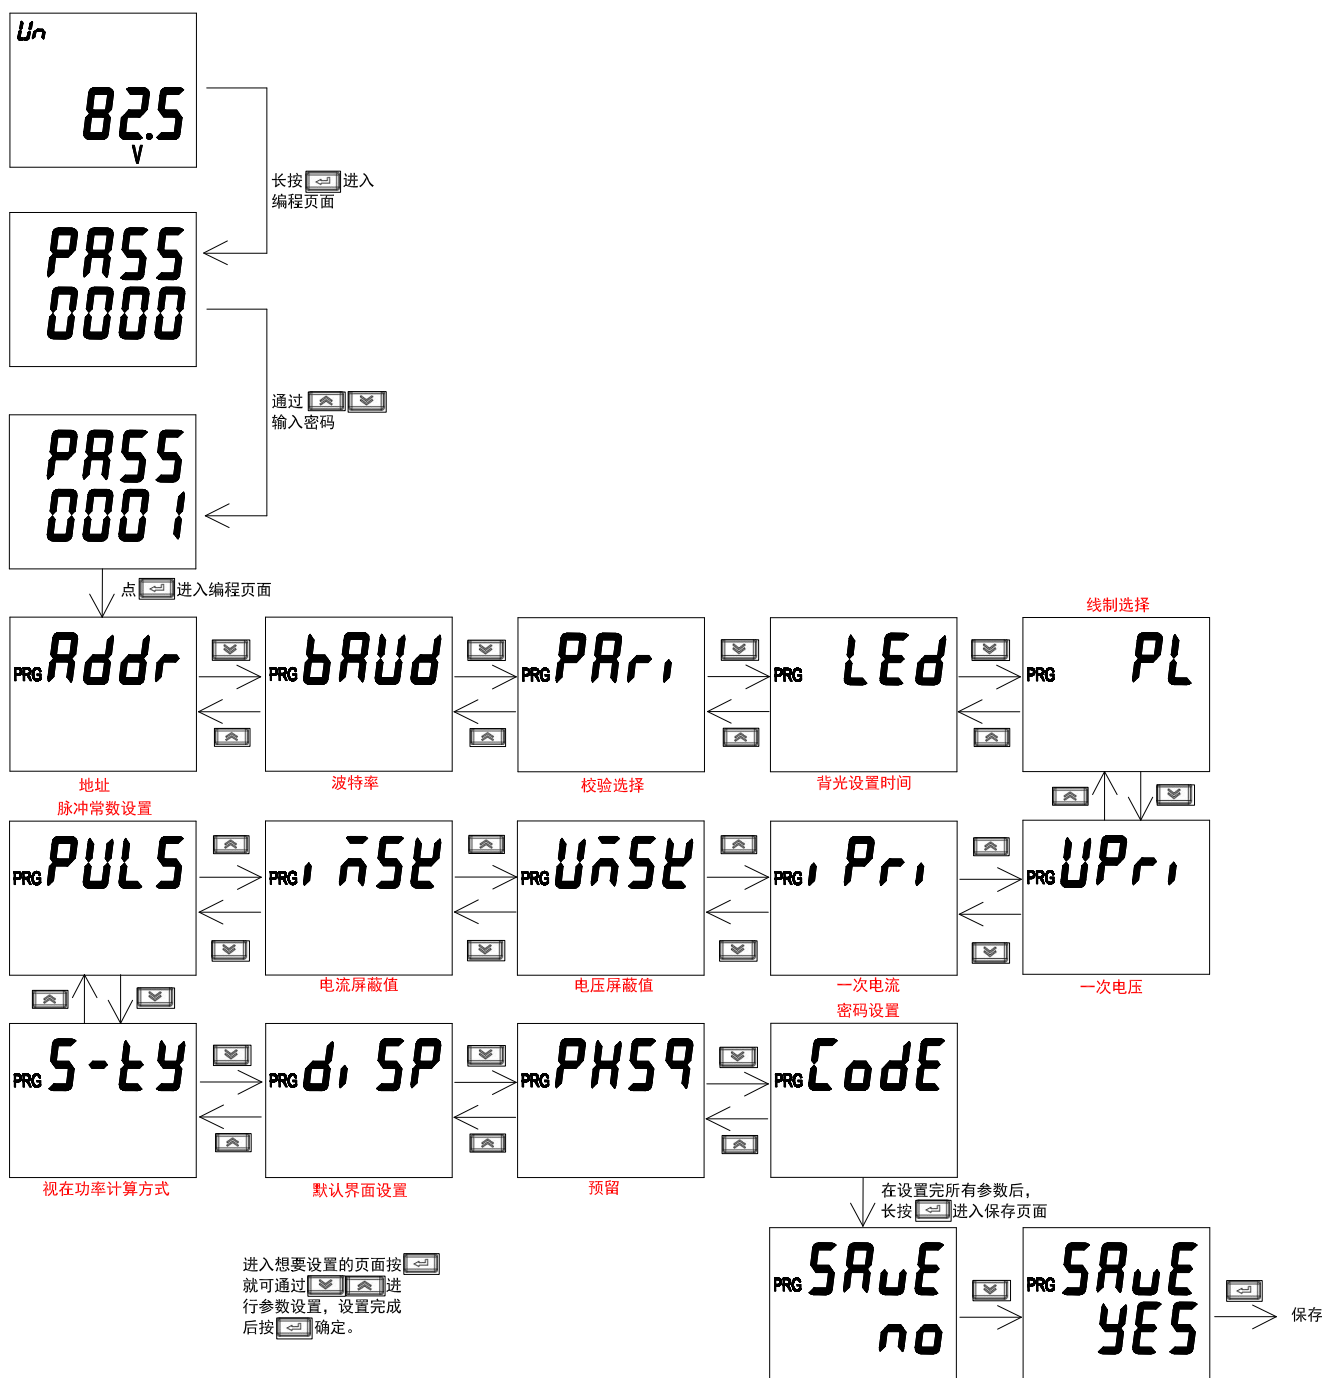 Un
82.5
V
长按 进入
编程页面
PASS
0000
通过
输入密码
PASS
0001
点 进入编程页面
线制选择
PRG Addr
PRG bAUd
PRG PAri
PRG LEd
PRG PL
地址
波特率
校验选择
背光设置时间
脉冲常数设置
PRG PULS
PRG i
PRG
PRG i Pri
PRG UPri
电流屏蔽值
电压屏蔽值
一次电流
一次电压
密码设置
PRG S-ty
PRG di SP
PRG PHSq
PRG CodE
视在功率计算方式
默认界面设置
预留
在设置完所有参数后，
长按 进入保存页面
进入想要设置的页面按
就可通过 进
行参数设置，设置完成
后按 确定。
PRG SAvE
no
PRG SAvE
YES
保存